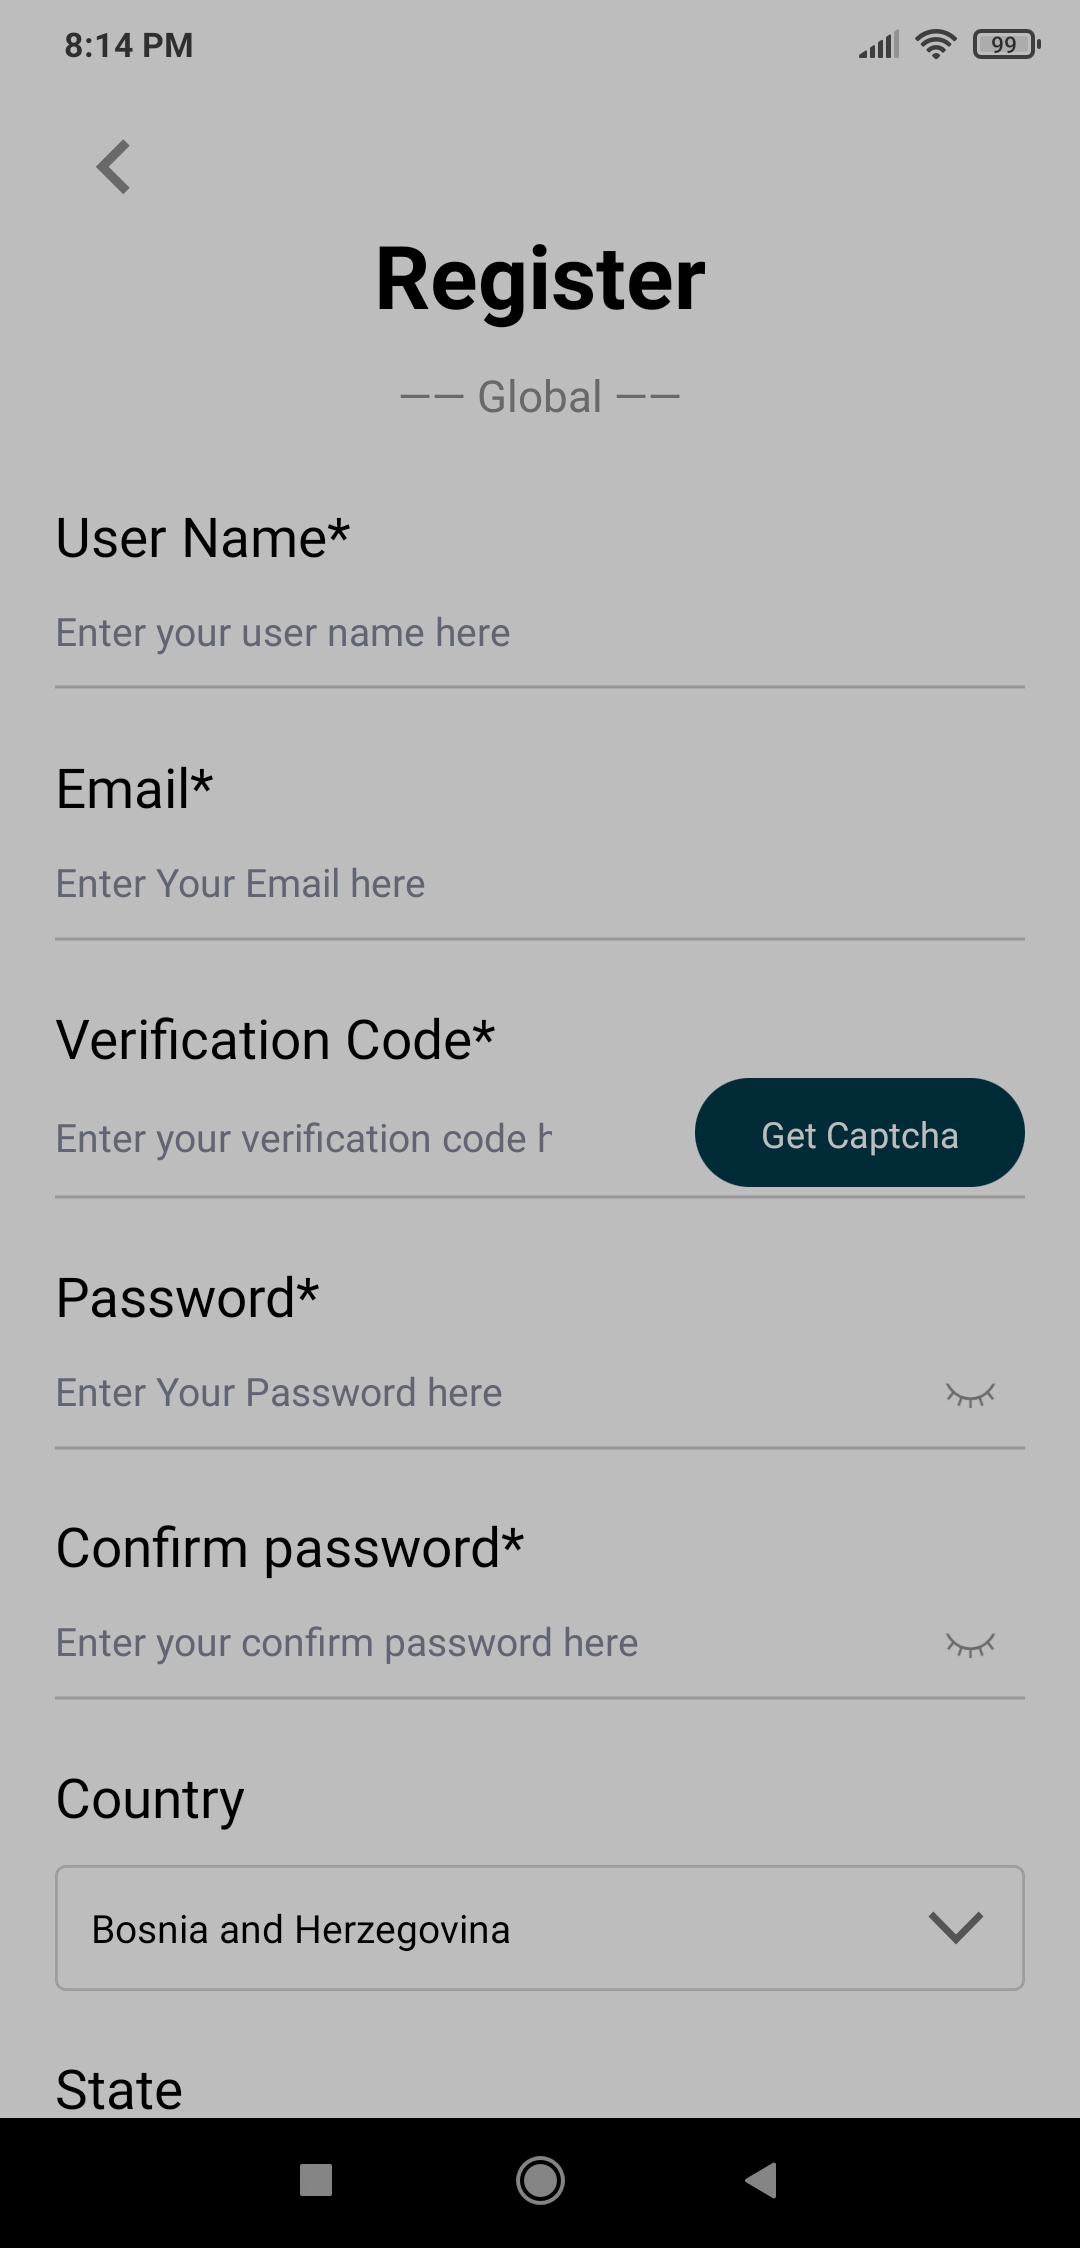 8:14 PM
99
Register
—— Global ——
User Name*
Enter your user name here
Email*
Enter Your Email here
Verification Code*
Enter your verification code h
Get Captcha
Password*
Enter Your Password here
Confirm password*
Enter your confirm password here
Country
Bosnia and Herzegovina
State